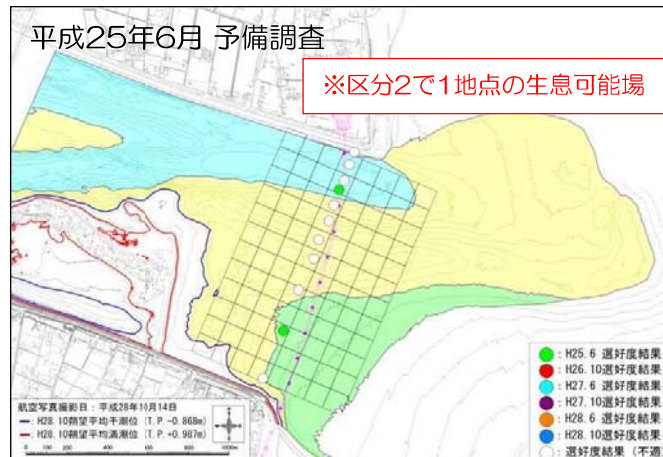 平成25年6月 予備調査
※区分2で1地点の生息可能場
：H25.6 選好度結果
：H26.10選好度結果
：H27.6 選好度結果
：H27.10選好度結果
：H28.6 選好度結果
：H28.10選好度結果
：選好度結果（不適
航空写真撮影日：平成28年10月14日
：H28.10朔望平均干潮位（T.P.-0.868m）
：H28.10朔望平均満潮位（T.P.+0.987m）